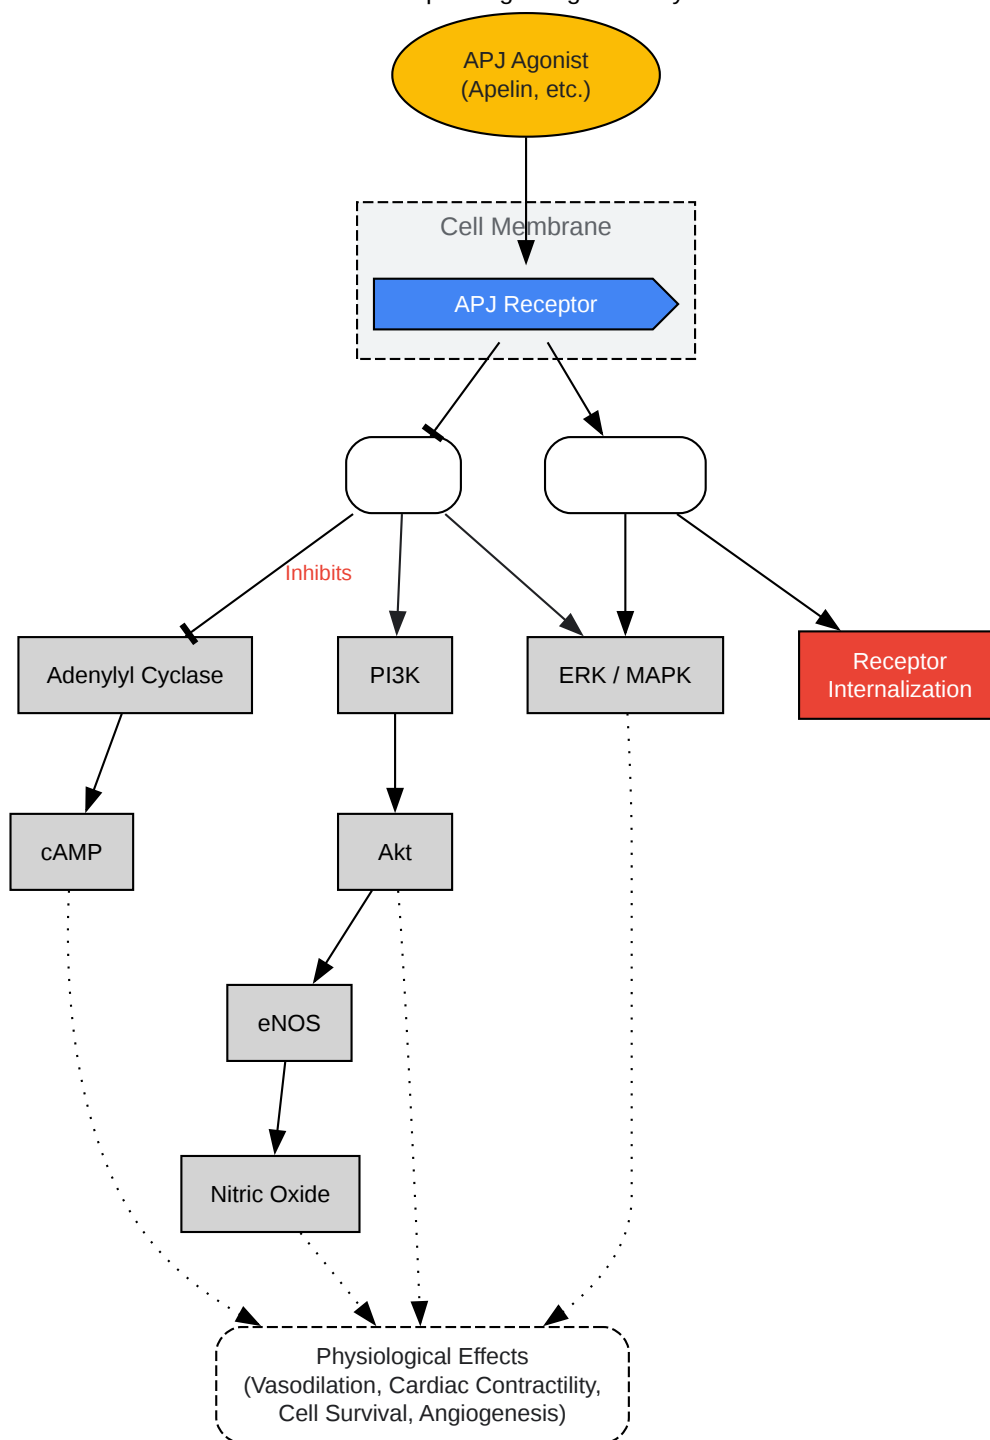 APJ Agonist
(Apelin, etc.)
Cell Membrane
APJ Receptor
Inhibits
Adenylyl Cyclase
PI3K
ERK / MAPK
Receptor
Internalization
cAMP
Akt
eNOS
Nitric Oxide
Physiological Effects
(Vasodilation, Cardiac Contractility,
Cell Survival, Angiogenesis)